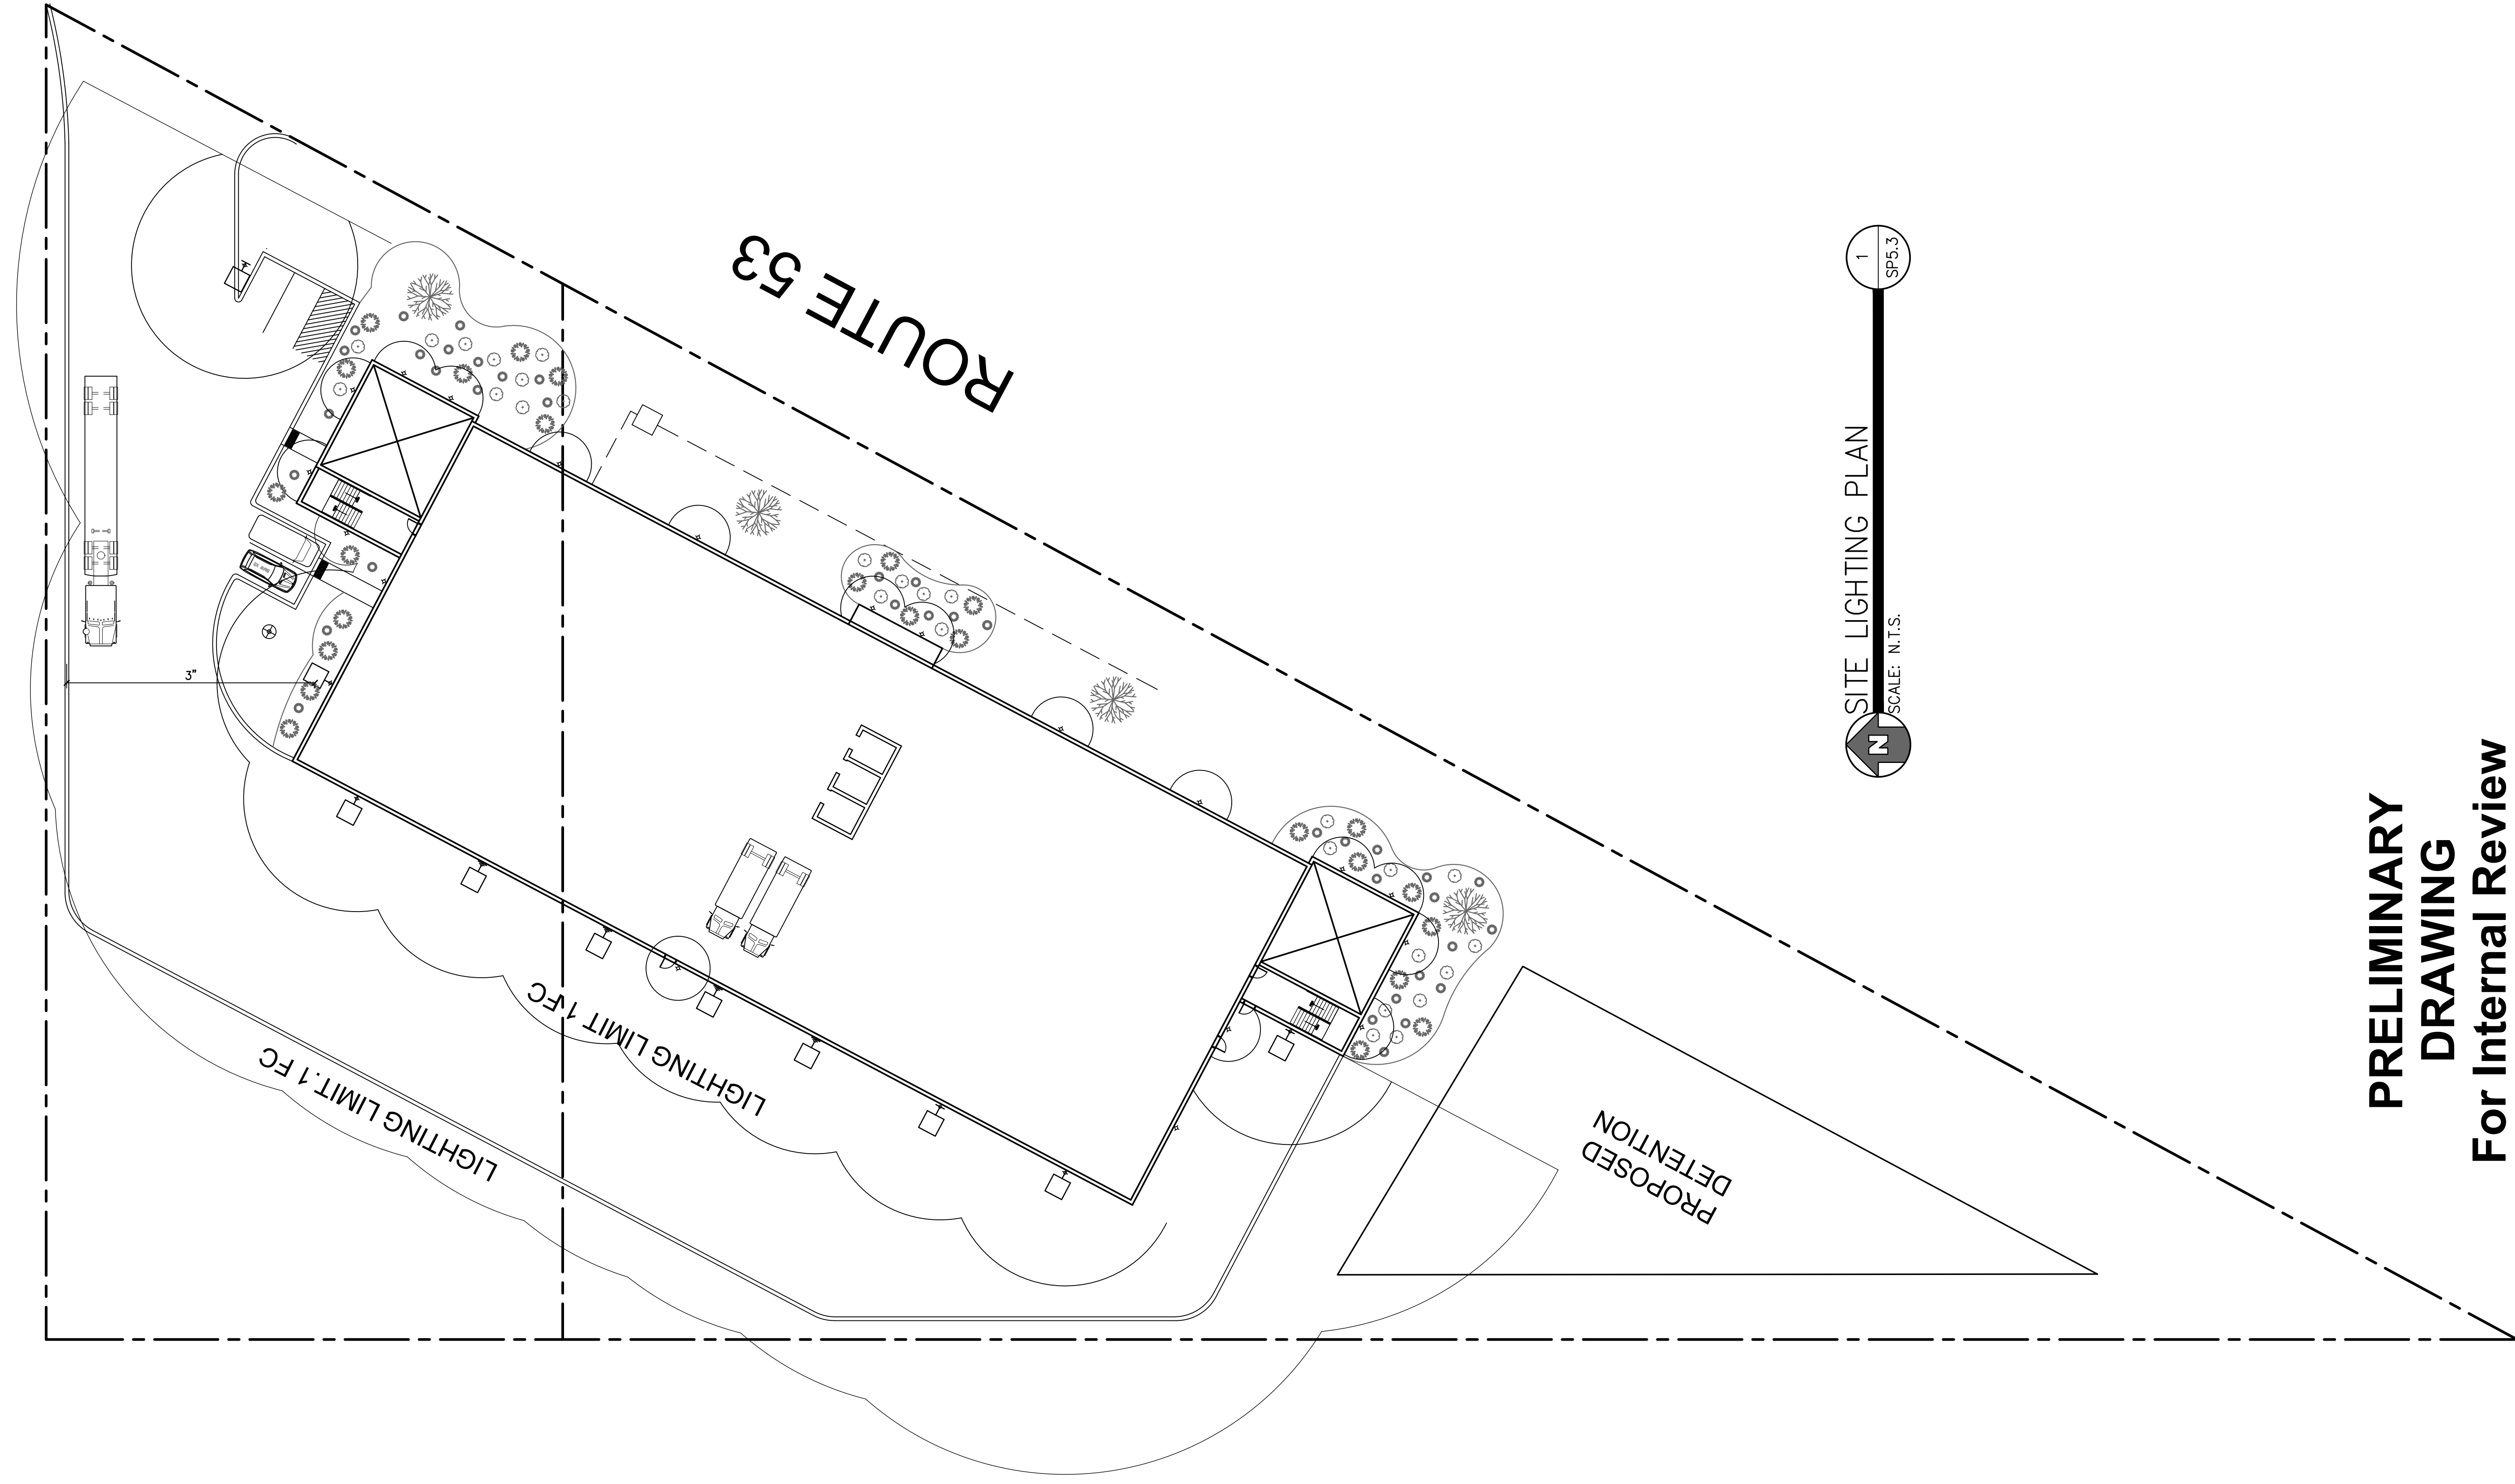 ROUTE 53
1
SP5.3
SITE LIGHTING PLAN
SCALE: N.T.S.
N
3"
LIGHTING LIMIT 1 FC
LIGHTING LIMIT .1 FC
PROPOSED
DETENTION
PRELIMINARY
DRAWING
For Internal Review